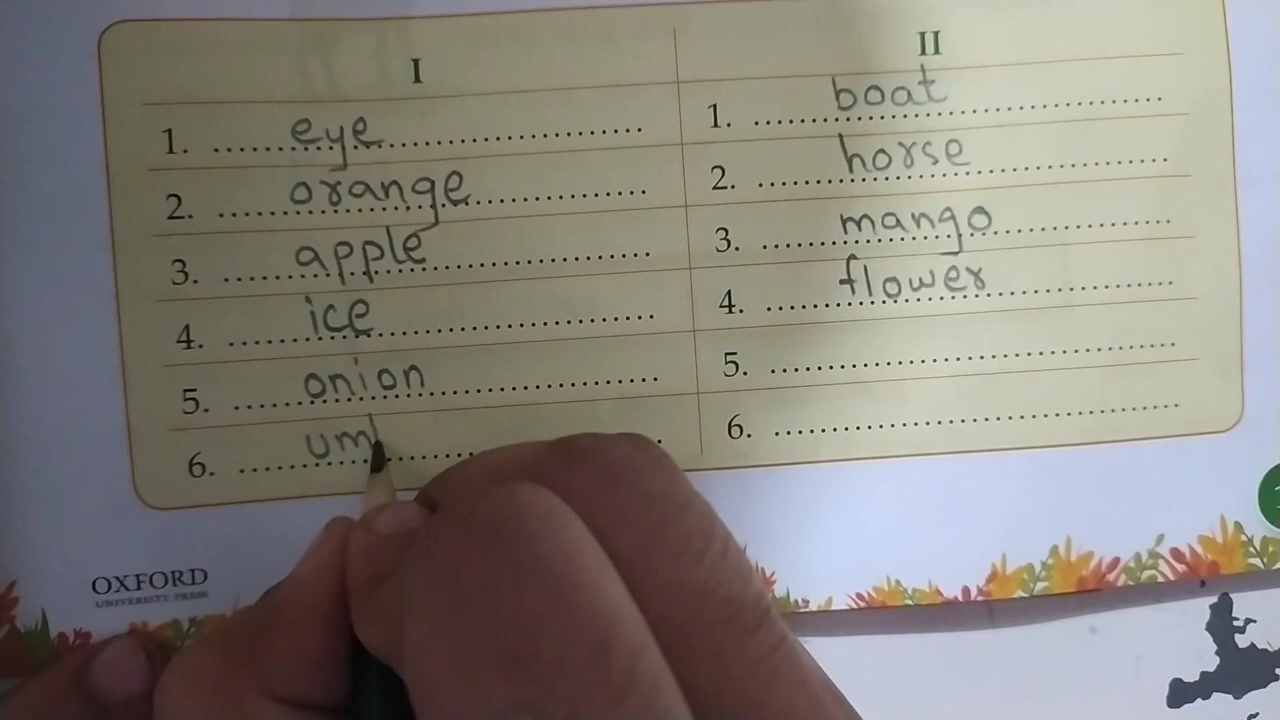 I
1. eye
2. orange
3. apple
4. ice
5. onion
6. um
II
1. boat
2. horse
3. mango
4. flower
5.
6.
OXFORD
UNIVERSITY PRESS